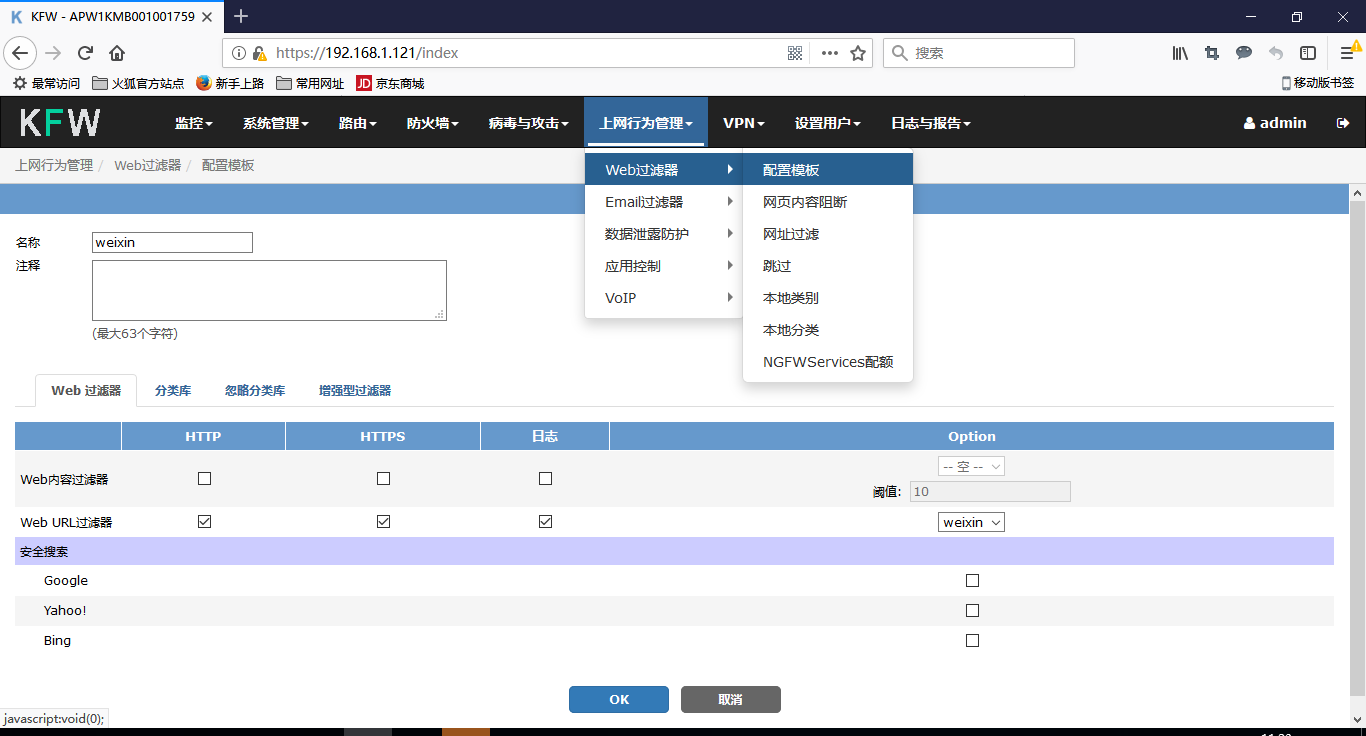 KFW - APW1KMB001001759
https://192.168.1.121/index
搜索
最常访问 火狐官方站点 新手上路 常用网址 JD 京东商城 移动版书签
KFW 监控 系统管理 路由 防火墙 病毒与攻击 上网行为管理 VPN 设置用户 日志与报告 admin
上网行为管理 / Web过滤器 / 配置模板
Web过滤器 配置模板
Email过滤器 网页内容阻断
数据泄露防护 网址过滤
应用控制 跳过
VoIP 本地类别
本地分类
NGFWServices配额
名称 weixin
注释
(最大63个字符)
Web 过滤器 分类库 忽略分类库 增强型过滤器
HTTP HTTPS 日志 Option
Web内容过滤器 -- 空 --
阈值: 10
Web URL过滤器 weixin
安全搜索
Google
Yahoo!
Bing
OK 取消
javascript:void(0);